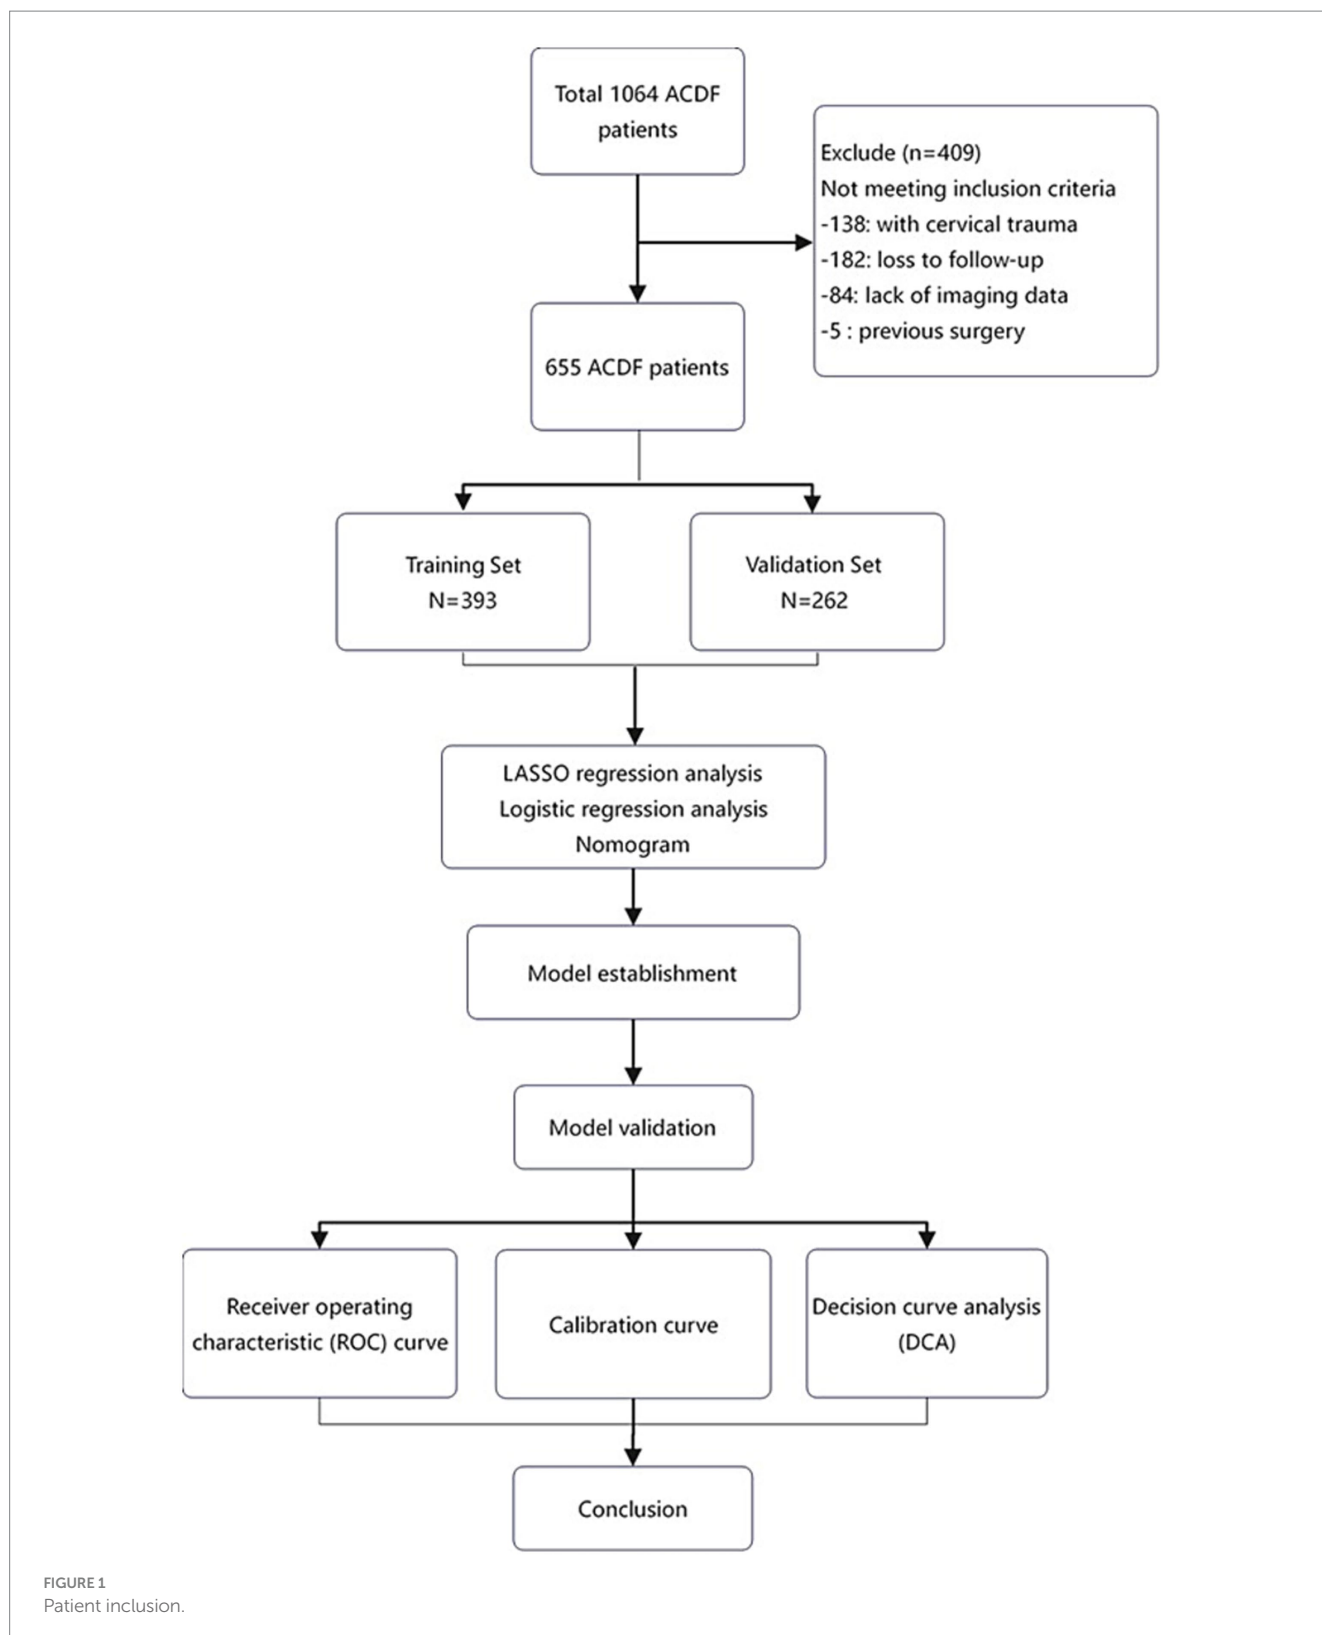 Total 1064 ACDF
patients
Exclude (n=409)
Not meeting inclusion criteria
-138: with cervical trauma
-182: loss to follow-up
-84: lack of imaging data
-5 : previous surgery
655 ACDF patients
Training Set
N=393
Validation Set
N=262
LASSO regression analysis
Logistic regression analysis
Nomogram
Model establishment
Model validation
Receiver operating
characteristic (ROC) curve
Calibration curve
Decision curve analysis
(DCA)
Conclusion
FIGURE 1
Patient inclusion.